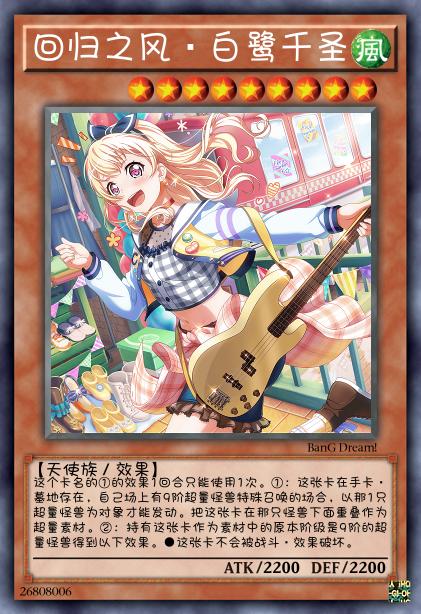 回归之风·白鹭千圣
風
BanG Dream!
【天使族 / 效果】
这个卡名的①的效果1回合只能使用1次。①：这张卡在手卡·
墓地存在，自己场上有9阶超量怪兽特殊召唤的场合，以那1只
超量怪兽为对象才能发动。把这张卡在那只怪兽下面重叠作为
超量素材。②：持有这张卡作为素材中的原本阶级是9阶的超
量怪兽得到以下效果。●这张卡不会被战斗·效果破坏。
ATK/2200 DEF/2200
26808006